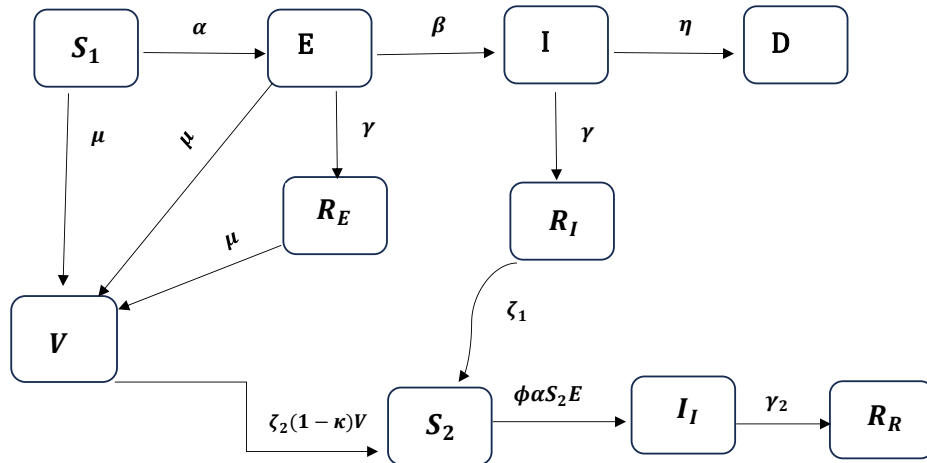 α β η
S₁ E I D
μ μ γ γ
R_E R_I
μ
ζ₁
V
ϕαS₂E γ₂
ζ₂(1 − κ)V S₂ I_I R_R